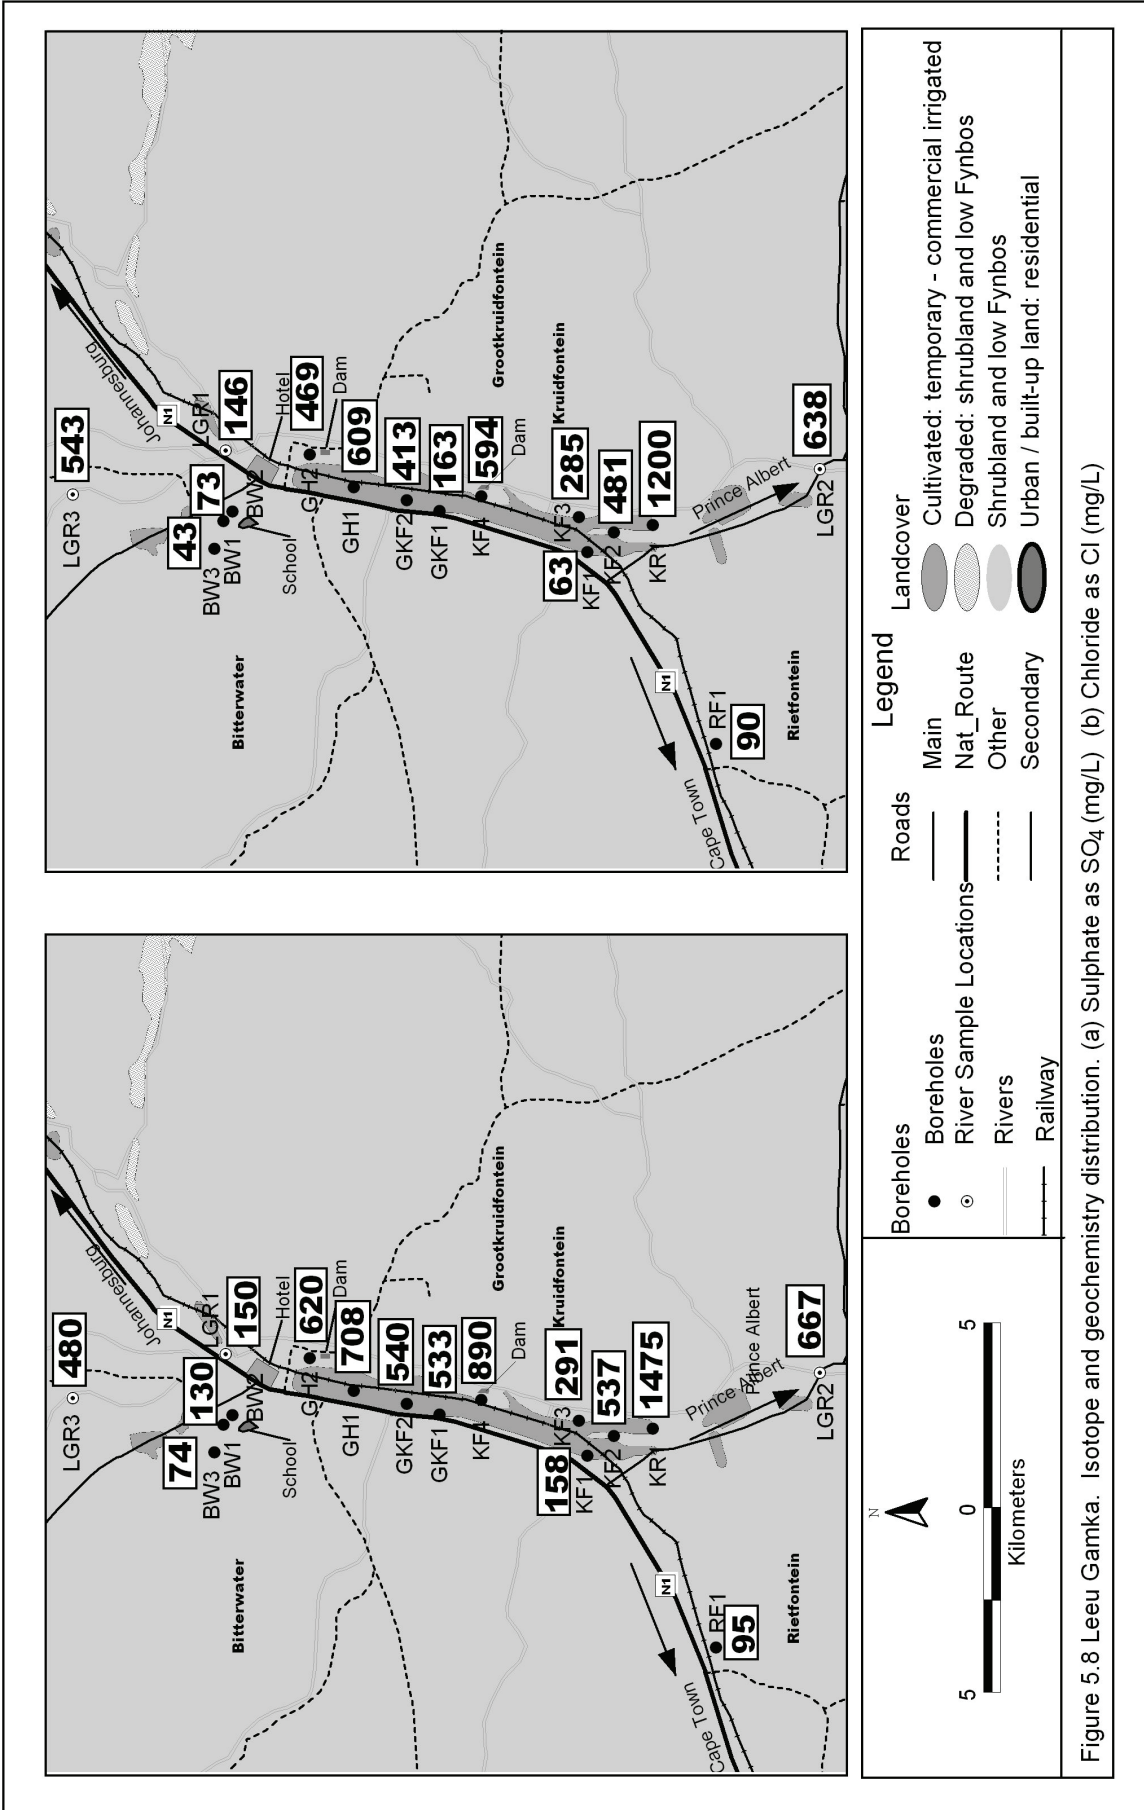 LGR3
480
Johannesburg
N1
LGR1
150
130
74
BW2
BW1
BW3
School
Hotel
620
Dam
GH2
708
GH1
540
GKF2
533
GKF1
890
KF4
Dam
Bitterwater
Grootkruidfontein
Kruidfontein
291
KF3
158
KF1
537
KF2
1475
KR1
Prince Albert
Prince Albert
667
LGR2
N1
RF1
95
Cape Town
Rietfontein
LGR3
543
Johannesburg
N1
LGR1
146
73
43
BW2
BW1
BW3
School
Hotel
469
Dam
GH2
609
GH1
413
GKF2
163
GKF1
594
KF4
Dam
Bitterwater
Grootkruidfontein
Kruidfontein
285
KF3
63
KF1
481
KF2
1200
KR1
Prince Albert
638
LGR2
N1
RF1
90
Cape Town
Rietfontein
N
5 0 5
Kilometers
Legend
Boreholes
Boreholes
River Sample Locations
Rivers
Railway
Roads
Main
Nat_Route
Other
Secondary
Landcover
Cultivated: temporary - commercial irrigated
Degraded: shrubland and low Fynbos
Shrubland and low Fynbos
Urban / built-up land: residential
Figure 5.8 Leeu Gamka. Isotope and geochemistry distribution. (a) Sulphate as SO4 (mg/L) (b) Chloride as Cl (mg/L)